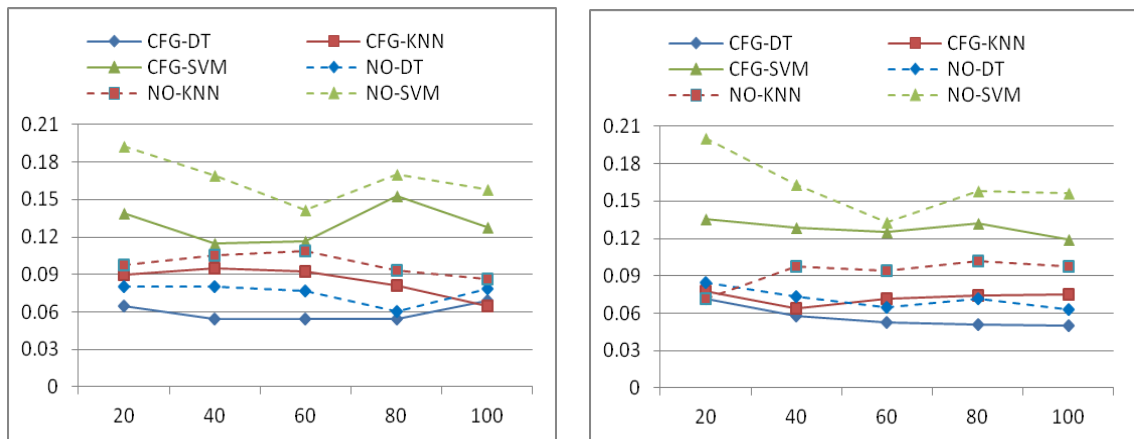 CFG-DT CFG-KNN
CFG-SVM NO-DT
NO-KNN NO-SVM
0.21
0.18
0.15
0.12
0.09
0.06
0.03
0
20 40 60 80 100
CFG-DT CFG-KNN
CFG-SVM NO-DT
NO-KNN NO-SVM
0.21
0.18
0.15
0.12
0.09
0.06
0.03
0
20 40 60 80 100